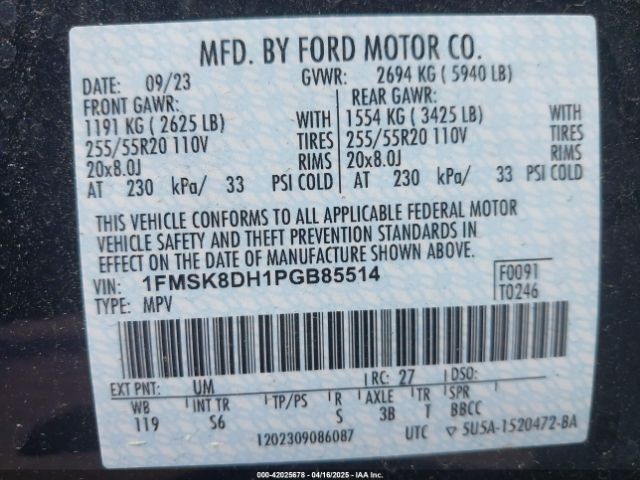 MFD. BY FORD MOTOR CO.
DATE: 09/23 GVWR: 2694 KG ( 5940 LB)
FRONT GAWR: REAR GAWR:
1191 KG ( 2625 LB) WITH 1554 KG ( 3425 LB) WITH
255/55R20 110V TIRES 255/55R20 110V TIRES
20x8.0J RIMS 20x8.0J RIMS
AT 230 kPa/ 33 PSI COLD AT 230 kPa/ 33 PSI COLD
THIS VEHICLE CONFORMS TO ALL APPLICABLE FEDERAL MOTOR
VEHICLE SAFETY AND THEFT PREVENTION STANDARDS IN
EFFECT ON THE DATE OF MANUFACTURE SHOWN ABOVE.
VIN: 1FMSK8DH1PGB85514 F0091
TYPE: MPV T0246
EXT PNT: UM RC: 27 DSO:
WB INT TR TP/PS R AXLE TR SPR
119 S6 S 3B T BBCC
1202309086087 UTC ▽ 5U5A-1520472-BA
000-42025678 - 04/16/2025 - IAA Inc.